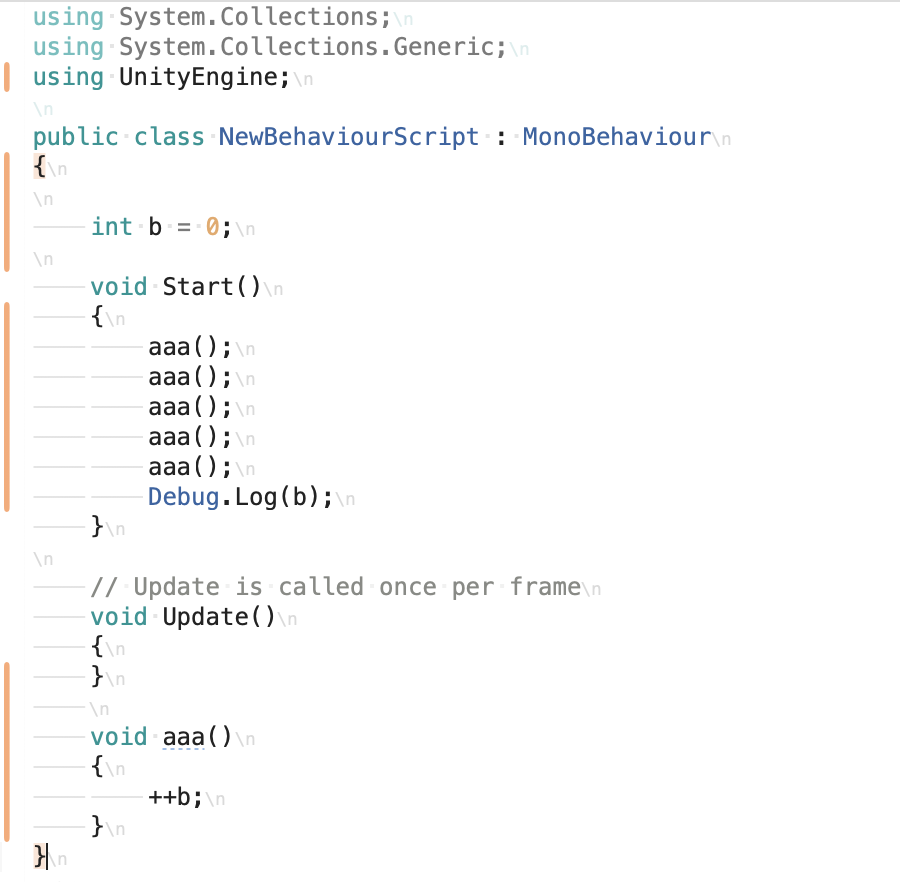 using System.Collections;\n
using System.Collections.Generic;\n
using UnityEngine;\n
\n
public class NewBehaviourScript : MonoBehaviour\n
{\n
\n
int b = 0;\n
\n
void Start()\n
{\n
aaa();\n
aaa();\n
aaa();\n
aaa();\n
aaa();\n
Debug.Log(b);\n
}\n
\n
// Update is called once per frame\n
void Update()\n
{\n
}\n
\n
void aaa()\n
{\n
++b;\n
}\n
}\n